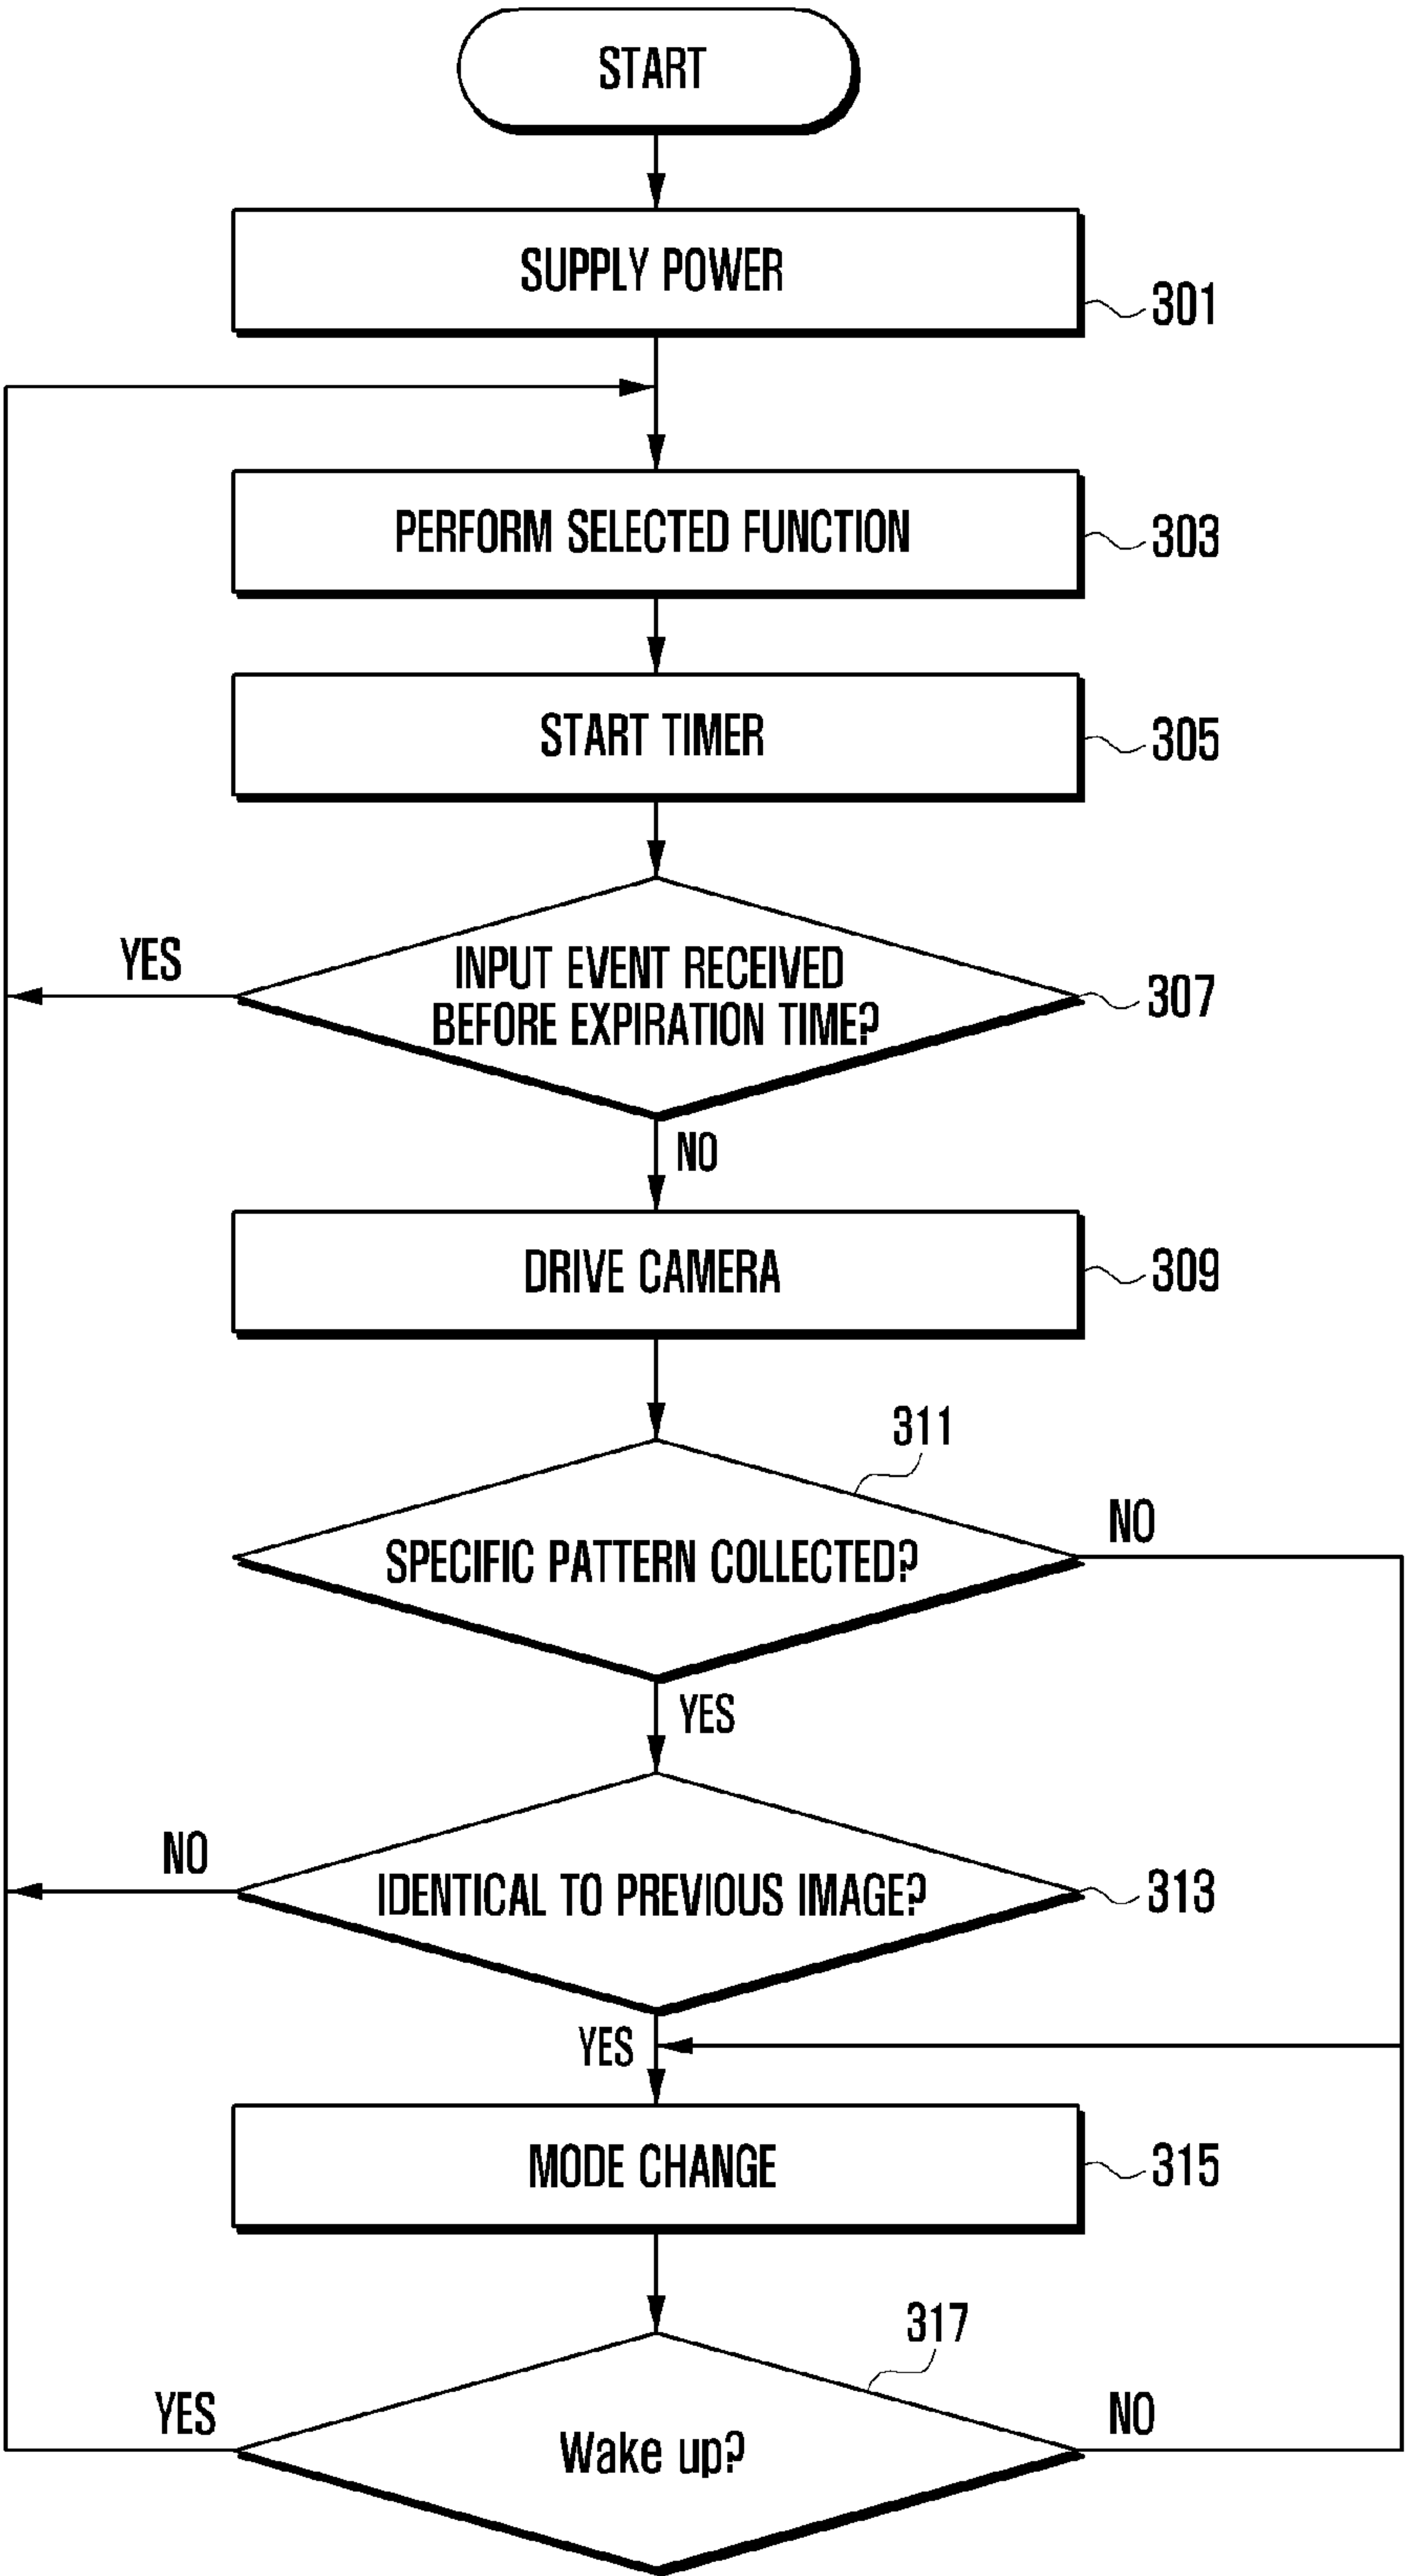 START
SUPPLY POWER
301
PERFORM SELECTED FUNCTION
303
START TIMER
305
YES
INPUT EVENT RECEIVED
BEFORE EXPIRATION TIME?
307
NO
DRIVE CAMERA
309
311
SPECIFIC PATTERN COLLECTED?
NO
YES
NO
IDENTICAL TO PREVIOUS IMAGE?
313
YES
MODE CHANGE
315
317
YES
Wake up?
NO